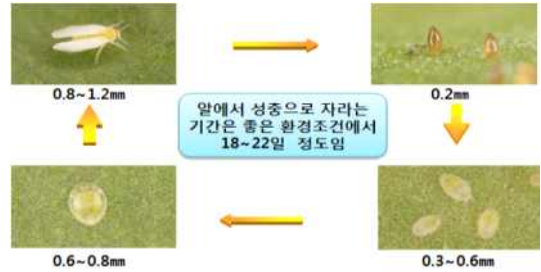 0.8~1.2mm
0.2mm
알에서 성중으로 자라는
기간은 좋은 환경조건에서
18~22일 정도임
0.6~0.8mm
0.3~0.6mm